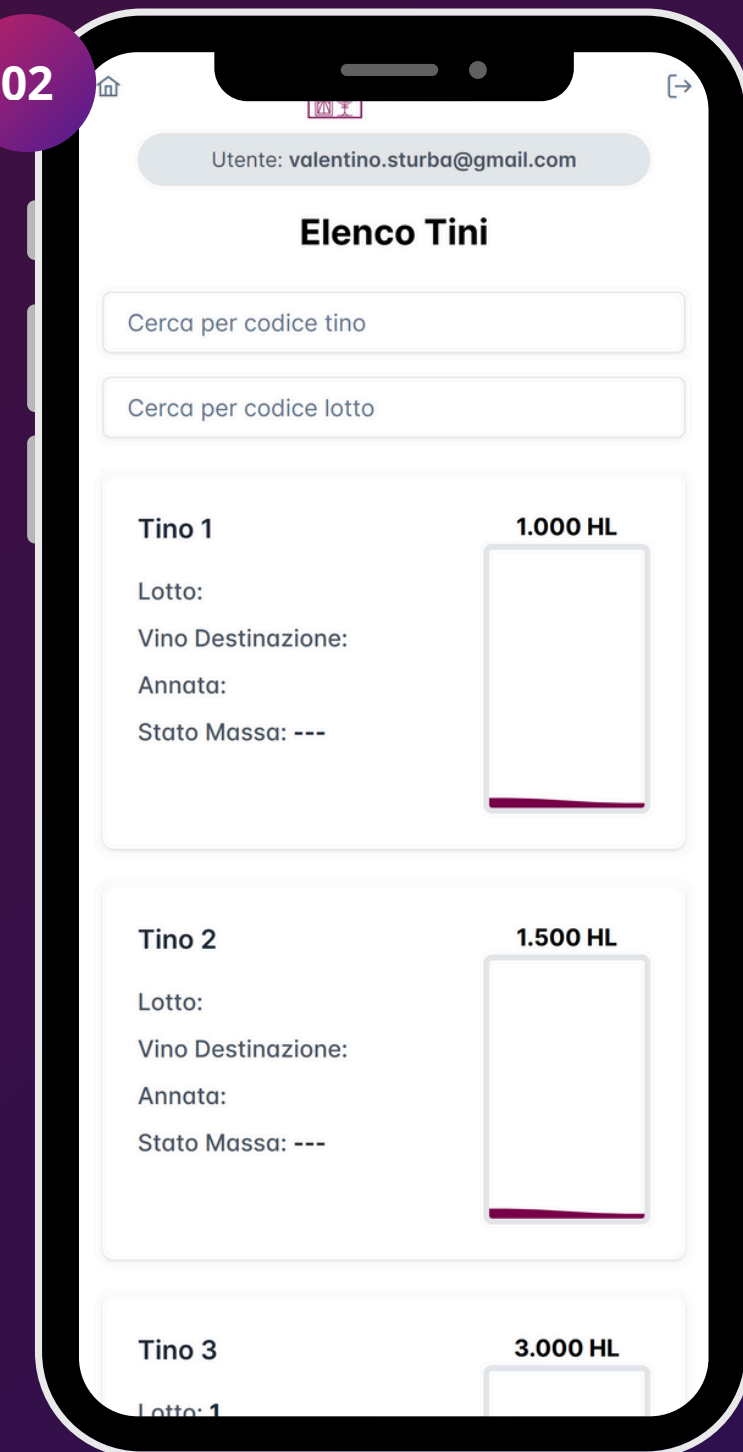 02
Utente: valentino.sturba@gmail.com
Elenco Tini
Cerca per codice tino
Cerca per codice lotto
Tino 1
1.000 HL
Lotto:
Vino Destinazione:
Annata:
Stato Massa: ---
Tino 2
1.500 HL
Lotto:
Vino Destinazione:
Annata:
Stato Massa: ---
Tino 3
3.000 HL
Lotto: 1